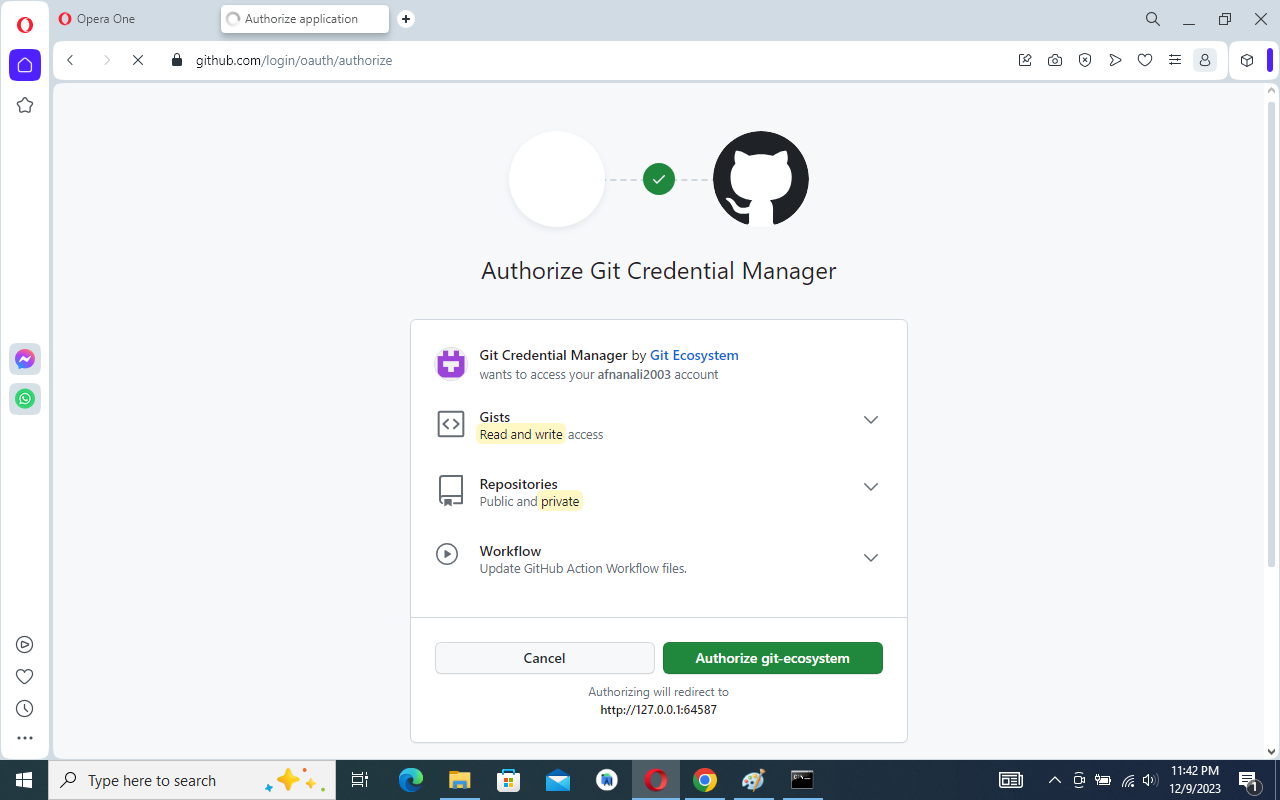 Opera One
Authorize application
github.com/login/oauth/authorize
Authorize Git Credential Manager
Git Credential Manager by Git Ecosystem
wants to access your afnanali2003 account
Gists
Read and write access
Repositories
Public and private
Workflow
Update GitHub Action Workflow files.
Cancel
Authorize git-ecosystem
Authorizing will redirect to
http://127.0.0.1:64587
Type here to search
11:42 PM
12/9/2023
1